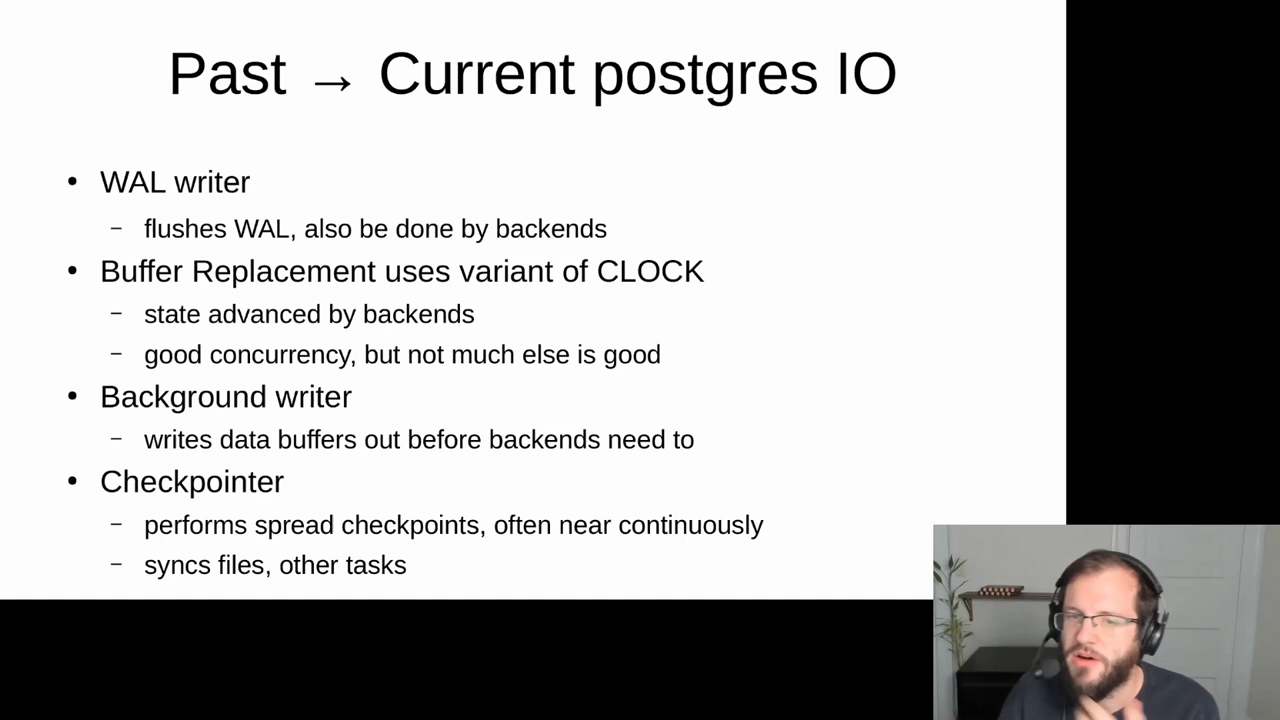 Past → Current postgres IO
• WAL writer
– flushes WAL, also be done by backends
• Buffer Replacement uses variant of CLOCK
– state advanced by backends
– good concurrency, but not much else is good
• Background writer
– writes data buffers out before backends need to
• Checkpointer
– performs spread checkpoints, often near continuously
– syncs files, other tasks